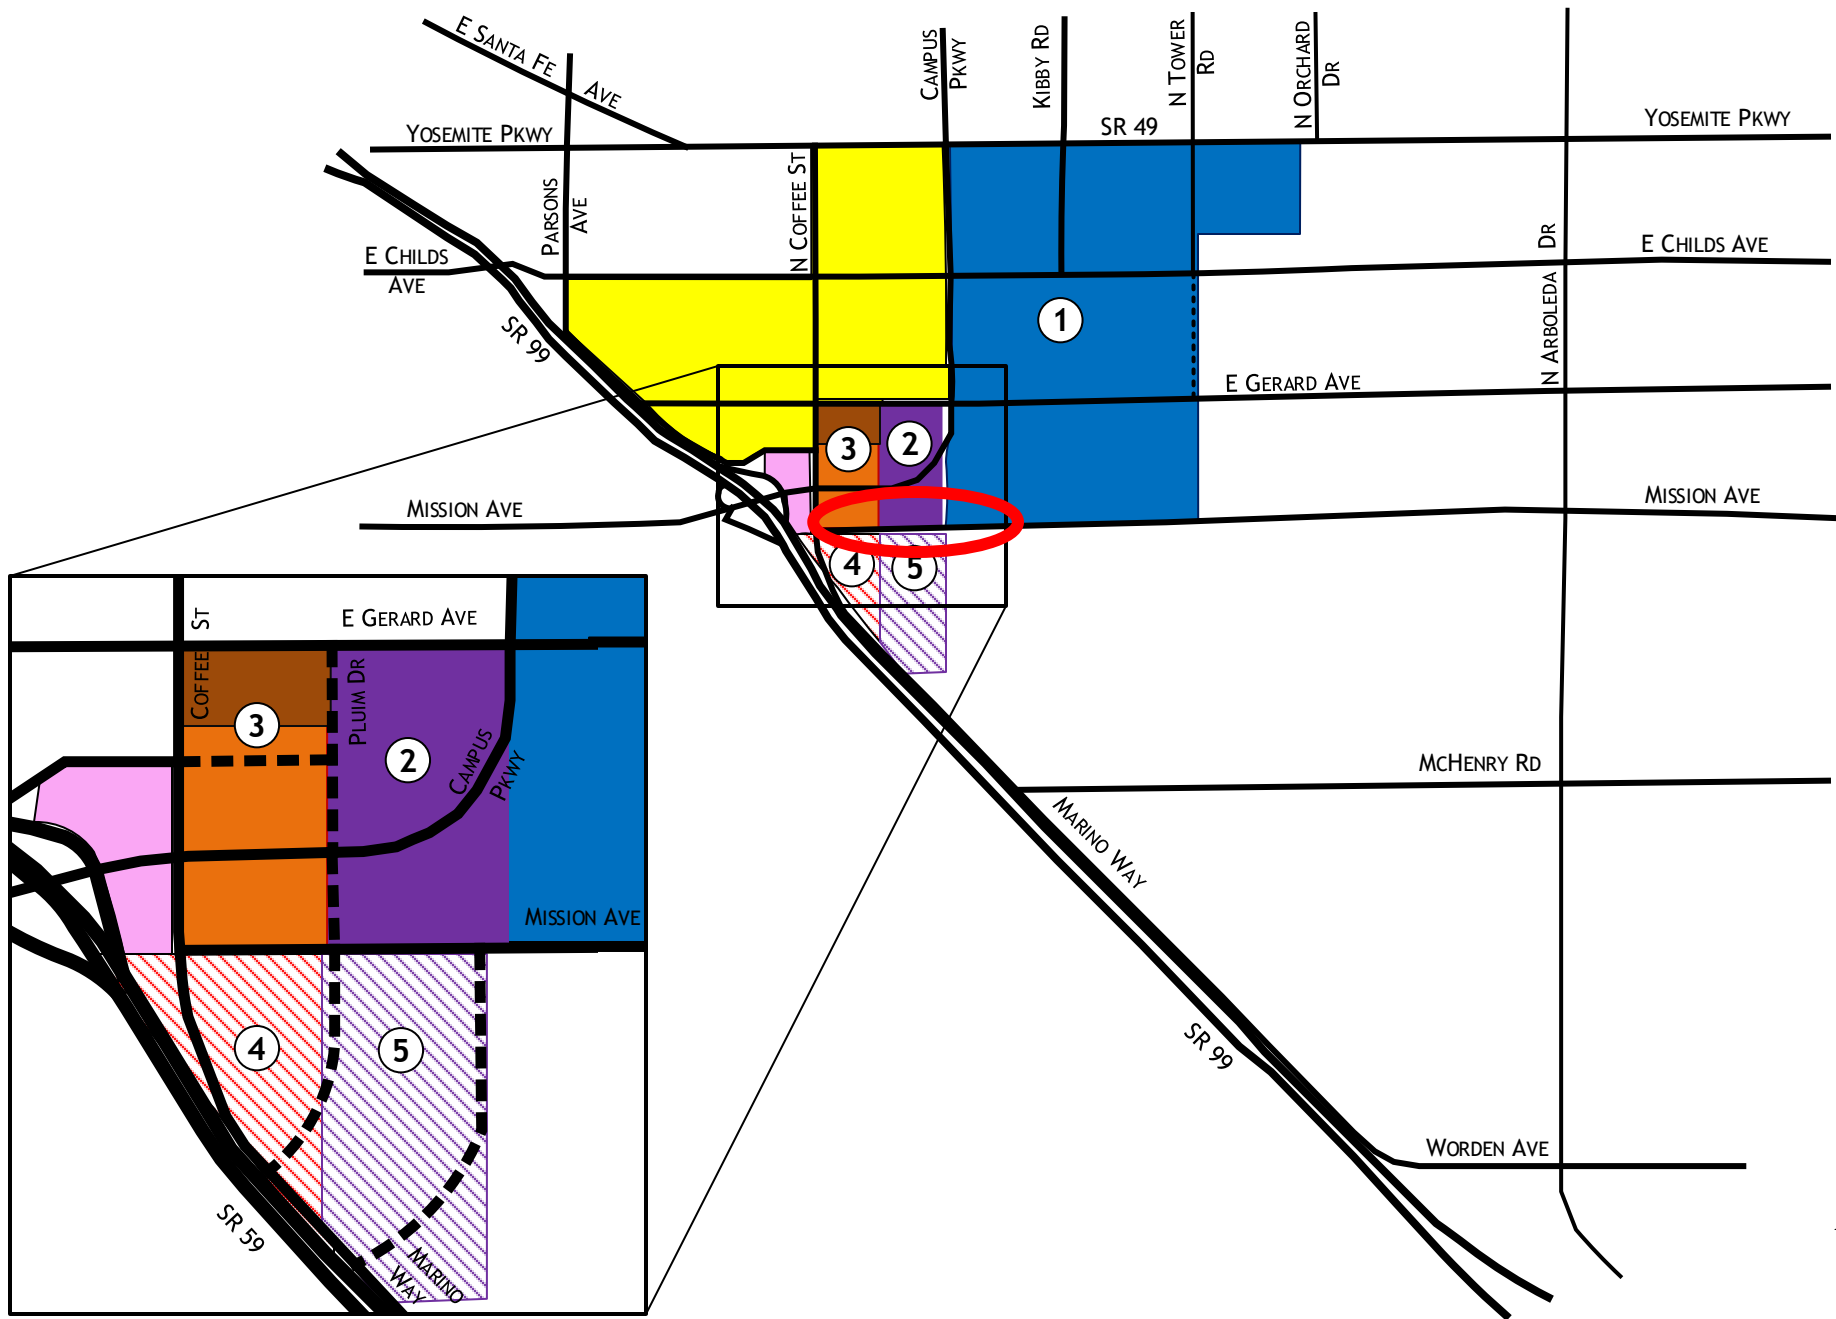 E Santa Fe
Ave
Campus
Pkwy
Kibby Rd
N Tower
Rd
N Orchard
Dr
Yosemite Pkwy
SR 49
Yosemite Pkwy
Parsons
Ave
N Coffee St
E Childs
Ave
E Childs Ave
N Arboleda Dr
SR 99
1
E Gerard Ave
3
2
Mission Ave
Mission Ave
4
5
E Gerard Ave
Coffee St
Pluim Dr
3
2
Campus
Pkwy
Mission Ave
4
5
SR 59
Marino
Way
McHenry Rd
Marino Way
SR 99
Worden Ave